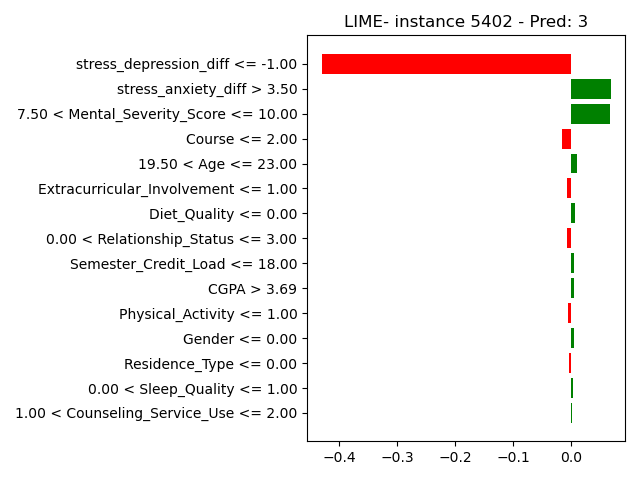 LIME- instance 5402 - Pred: 3
stress_depression_diff <= -1.00
stress_anxiety_diff > 3.50
7.50 < Mental_Severity_Score <= 10.00
Course <= 2.00
19.50 < Age <= 23.00
Extracurricular_Involvement <= 1.00
Diet_Quality <= 0.00
0.00 < Relationship_Status <= 3.00
Semester_Credit_Load <= 18.00
CGPA > 3.69
Physical_Activity <= 1.00
Gender <= 0.00
Residence_Type <= 0.00
0.00 < Sleep_Quality <= 1.00
1.00 < Counseling_Service_Use <= 2.00
−0.4 −0.3 −0.2 −0.1 0.0